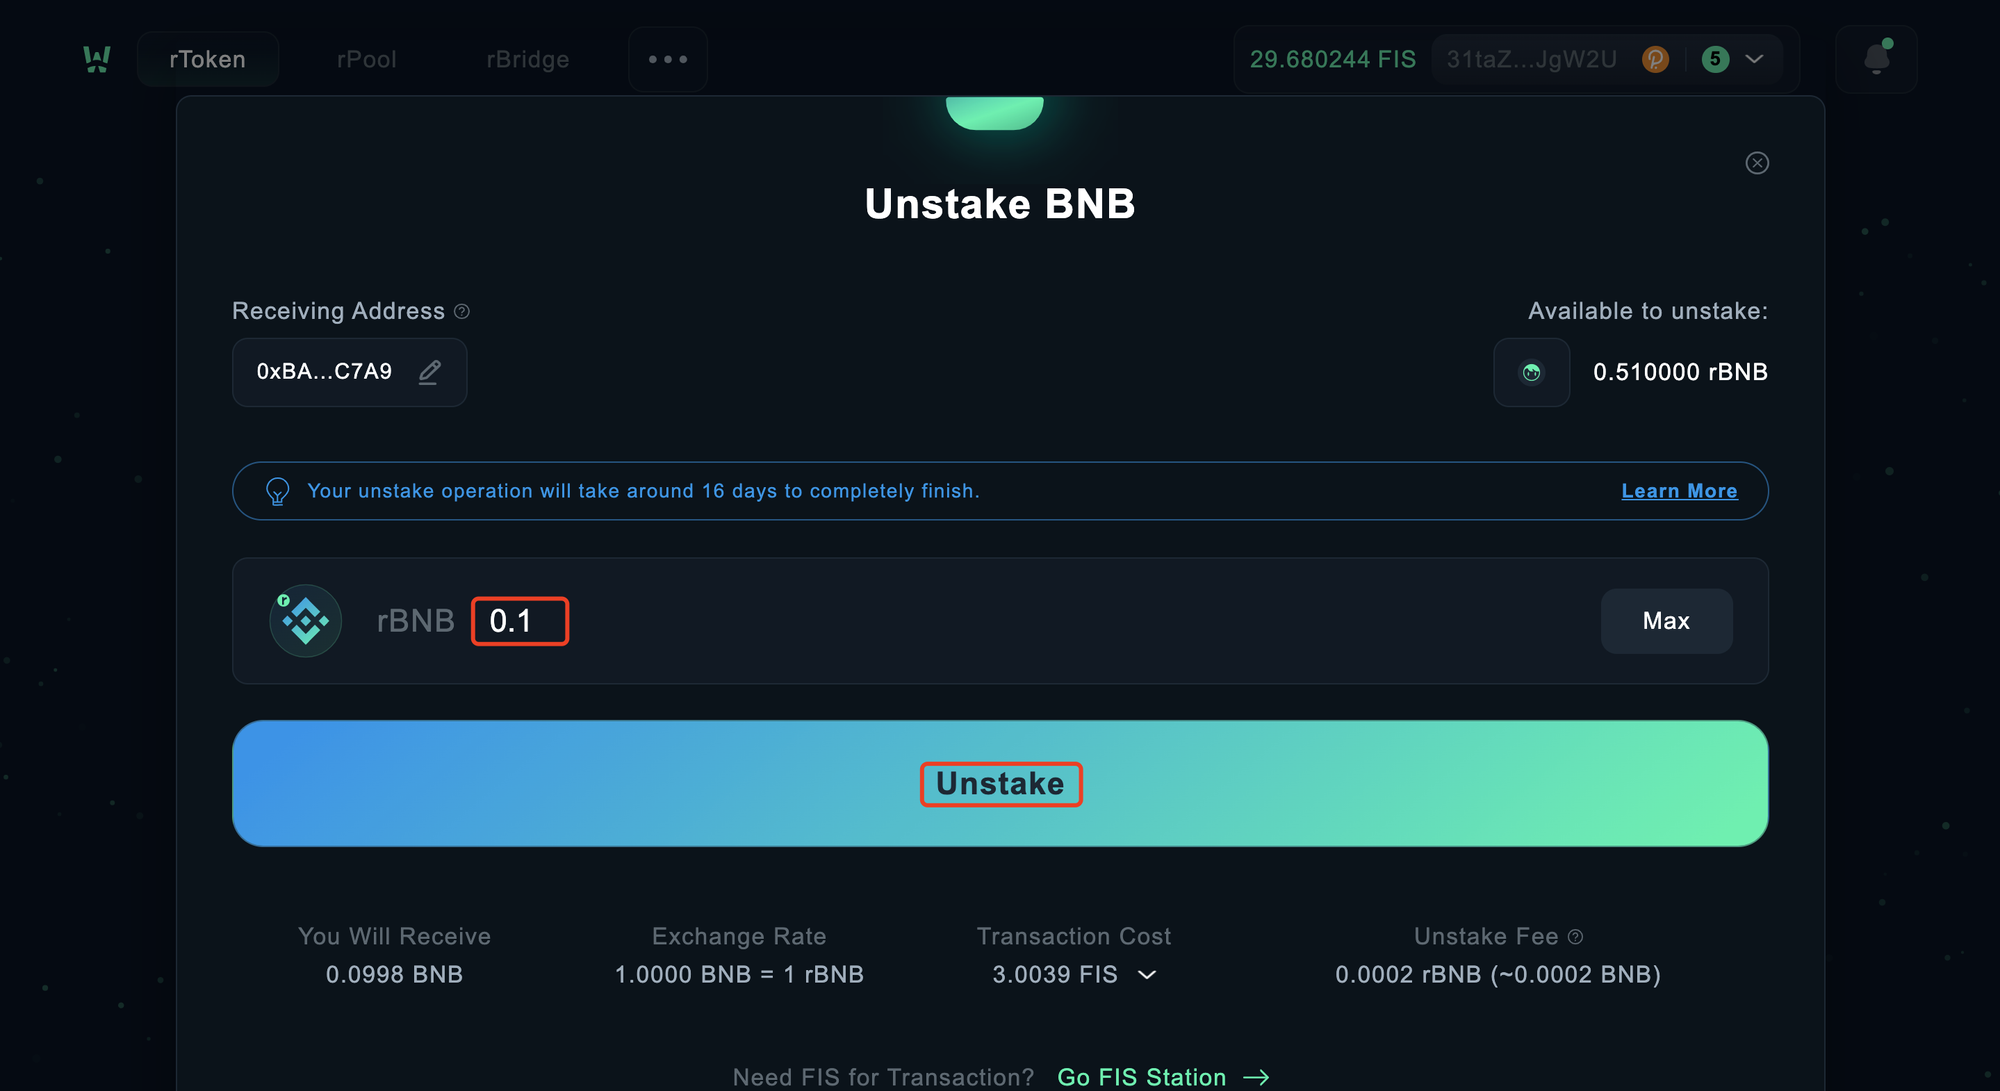 rToken rPool rBridge ••• 29.680244 FIS 31taZ...JgW2U 5
Unstake BNB
Receiving Address ? Available to unstake:
0xBA...C7A9 0.510000 rBNB
Your unstake operation will take around 16 days to completely finish. Learn More
r rBNB 0.1 Max
Unstake
You Will Receive Exchange Rate Transaction Cost Unstake Fee ?
0.0998 BNB 1.0000 BNB = 1 rBNB 3.0039 FIS 0.0002 rBNB (~0.0002 BNB)
Need FIS for Transaction? Go FIS Station →